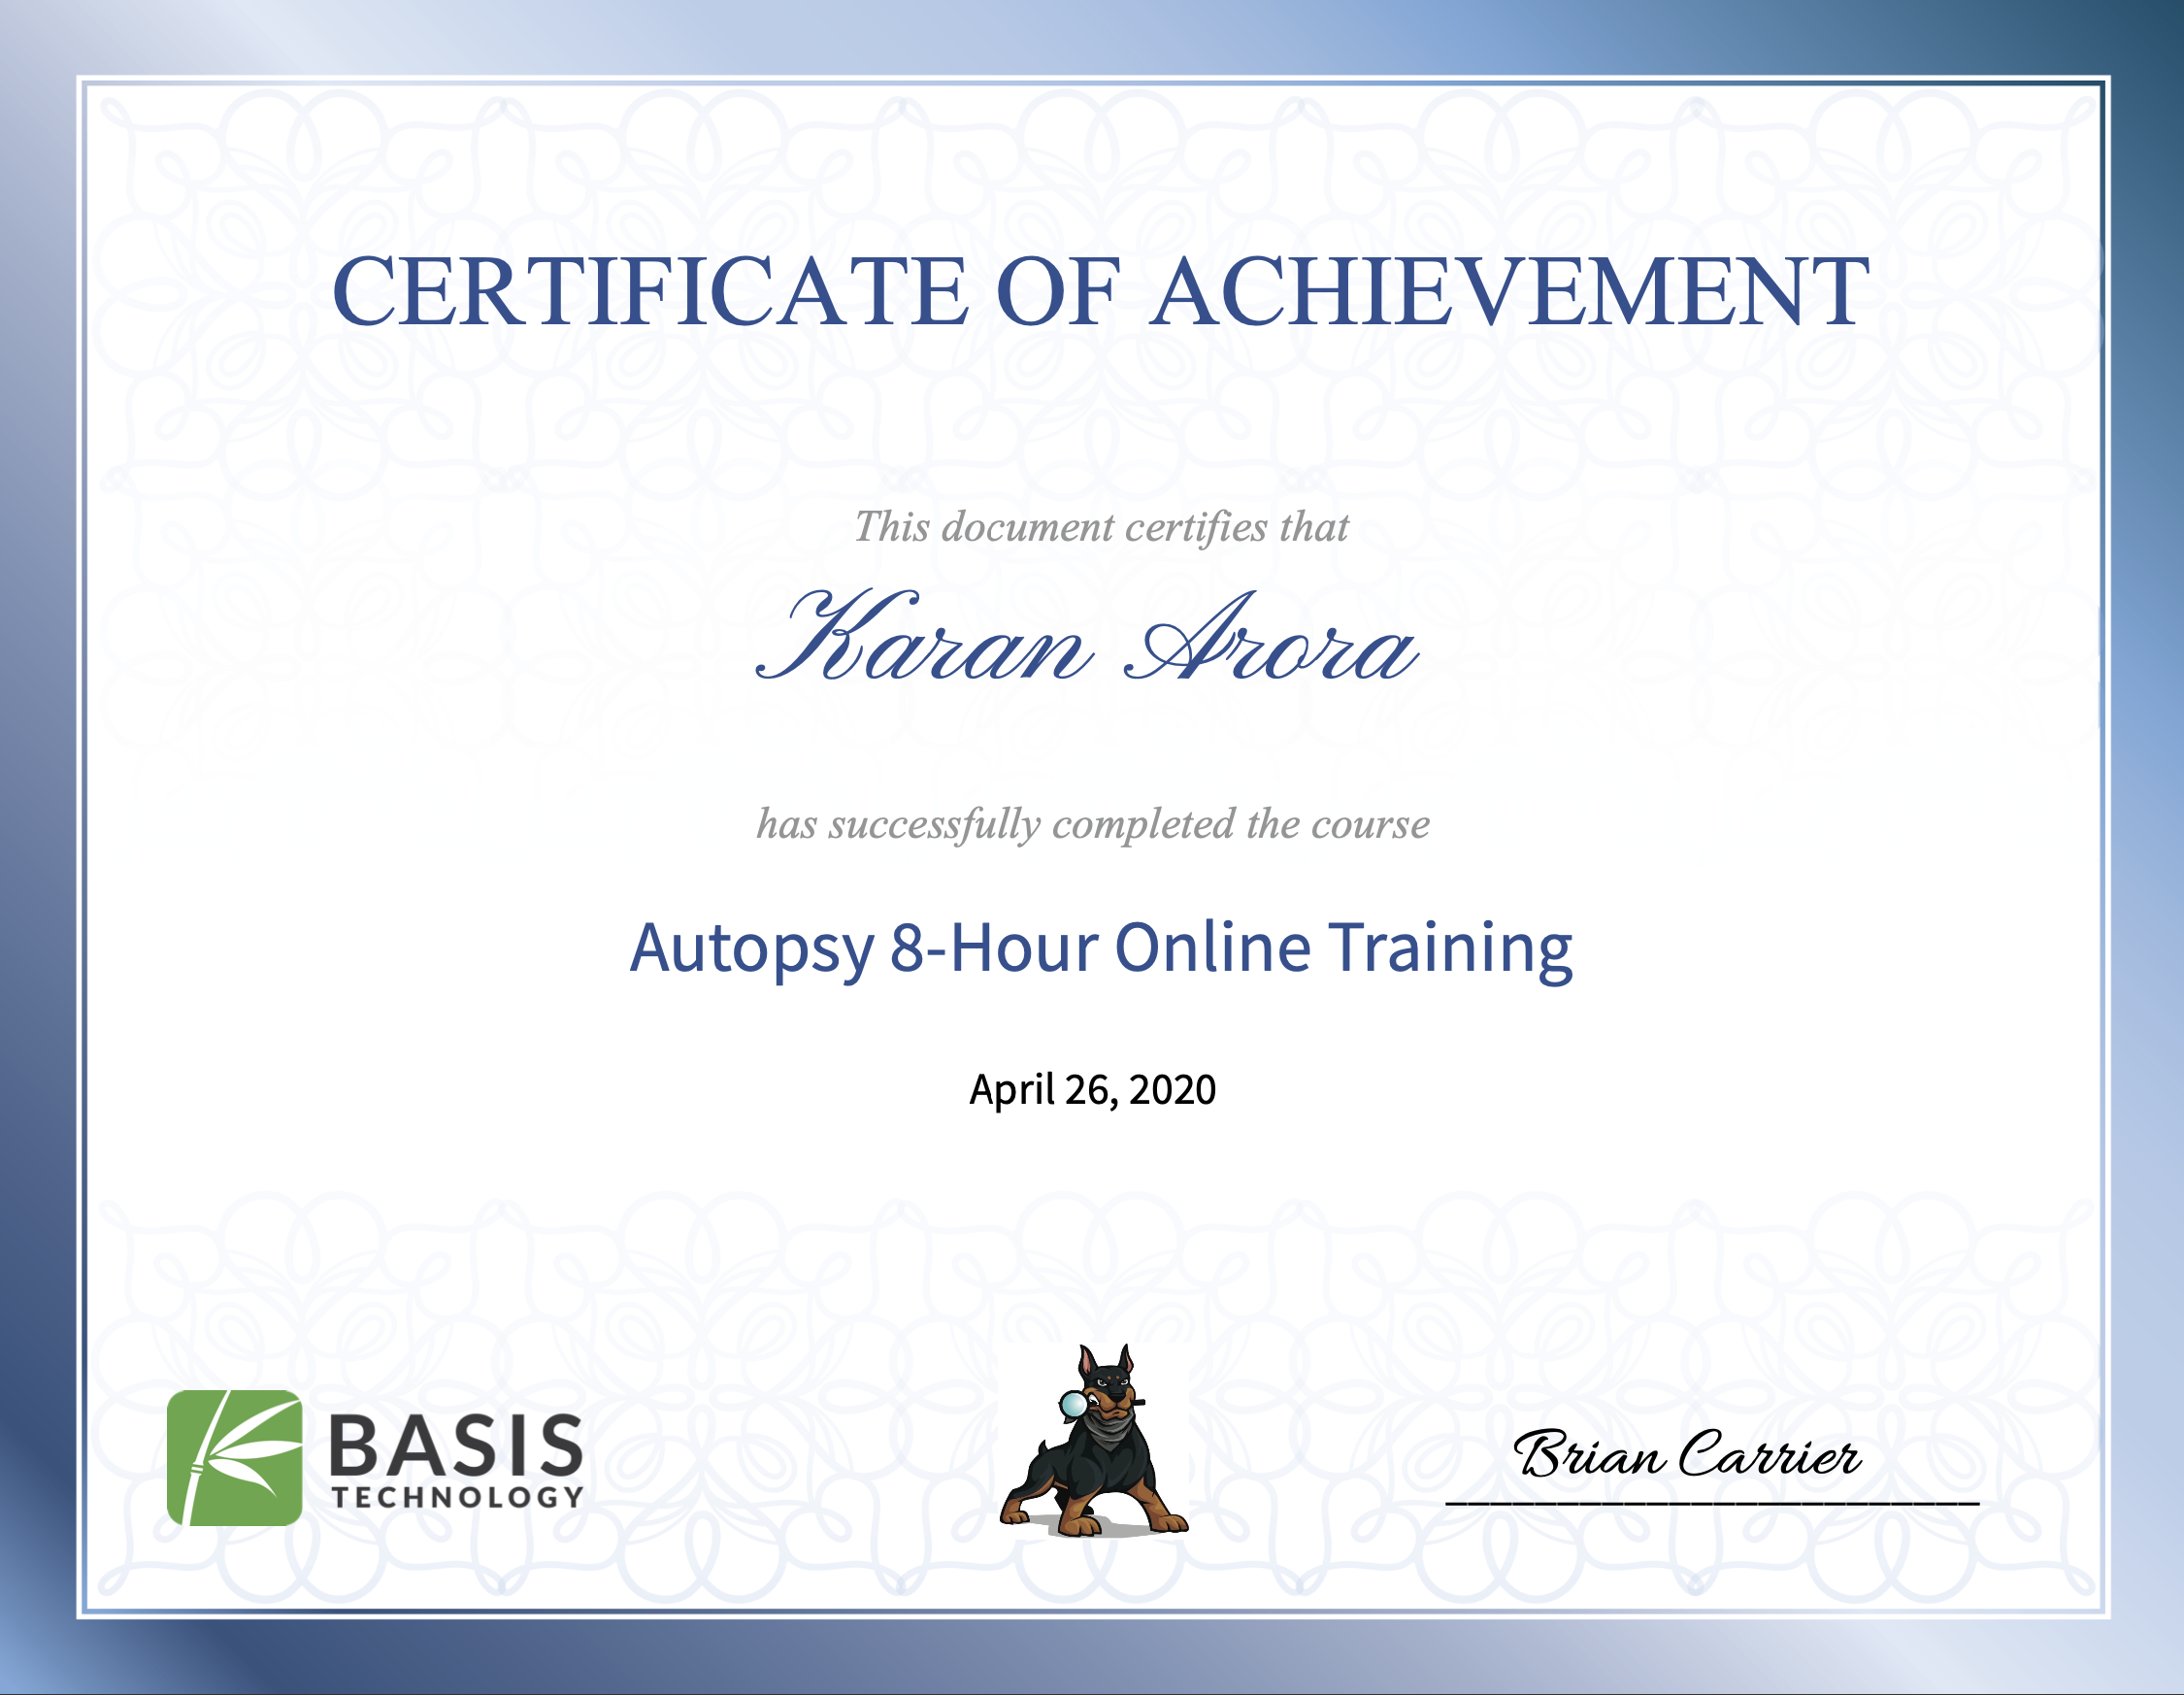 CERTIFICATE OF ACHIEVEMENT
This document certifies that
Karan Arora
has successfully completed the course
Autopsy 8-Hour Online Training
April 26, 2020
BASIS
TECHNOLOGY
Brian Carrier